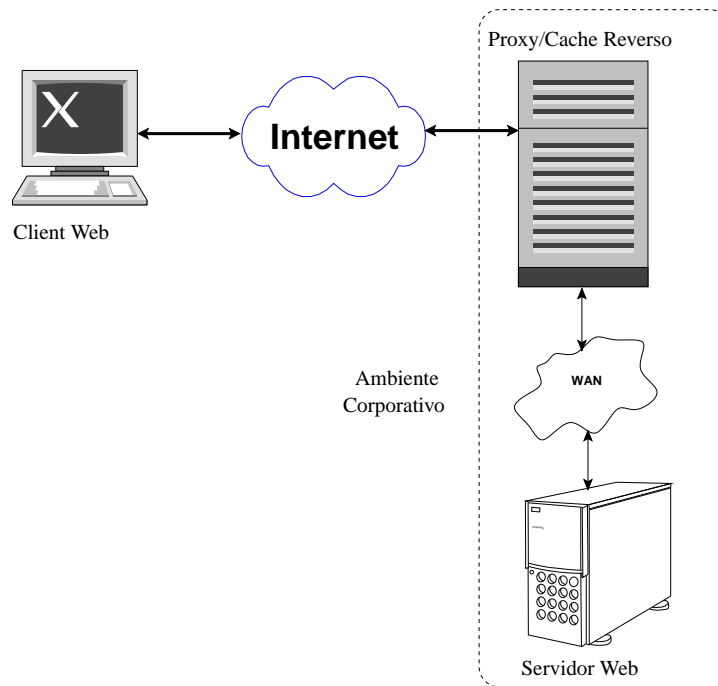 Proxy/Cache Reverso
Internet
Client Web
Ambiente
Corporativo
WAN
Servidor Web